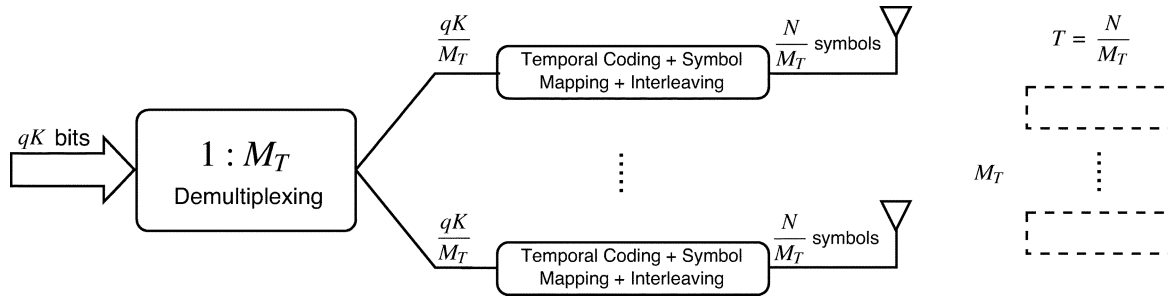 qK bits
1 : M_T
Demultiplexing
qK/M_T
Temporal Coding + Symbol
Mapping + Interleaving
N/M_T symbols
qK/M_T
Temporal Coding + Symbol
Mapping + Interleaving
N/M_T symbols
T = N/M_T
M_T